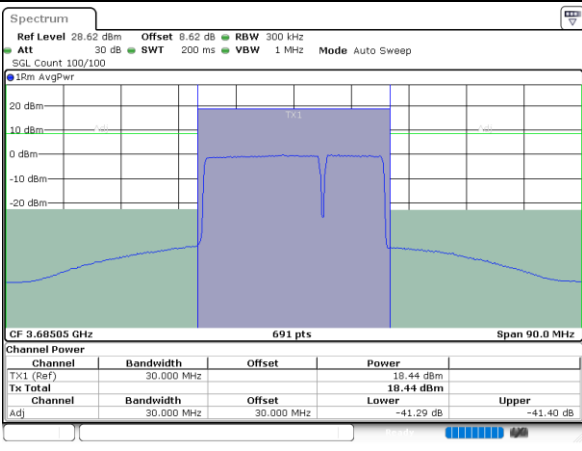 Spectrum
Ref Level 28.62 dBm Offset 8.62 dB RBW 300 kHz
Att 30 dB SWT 200 ms VBW 1 MHz Mode Auto Sweep
SGL Count 100/100
1Rm AvgPwr
20 dBm
TX1
10 dBm Adj Adj
0 dBm
-10 dBm
-20 dBm
CF 3.68505 GHz 691 pts Span 90.0 MHz
Channel Power
Channel Bandwidth Offset Power
TX1 (Ref) 30.000 MHz 18.44 dBm
Tx Total 18.44 dBm
Channel Bandwidth Offset Lower Upper
Adj 30.000 MHz 30.000 MHz -41.29 dB -41.40 dB
Ready